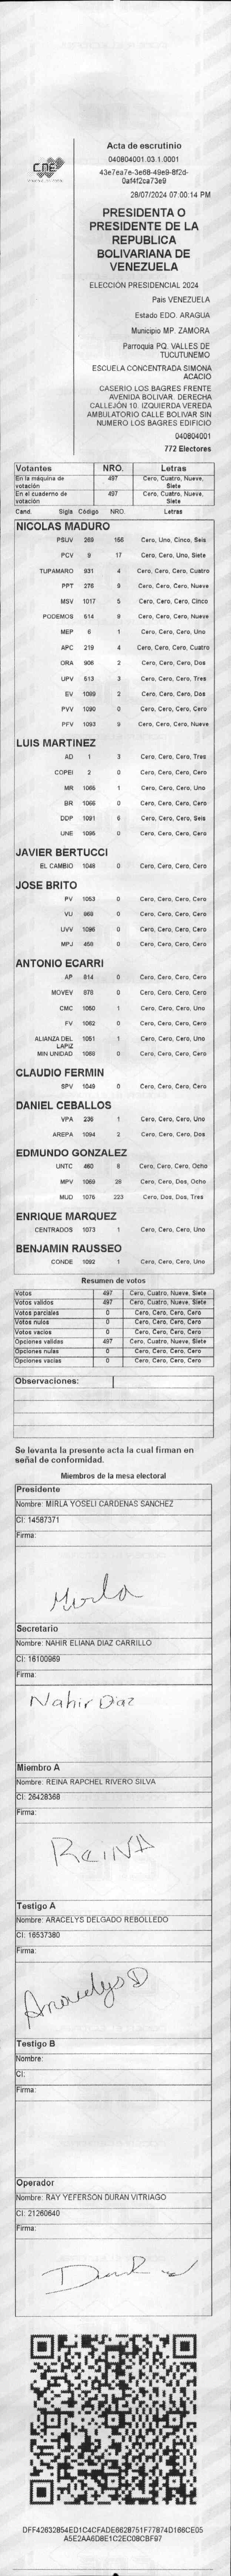 CNE
Acta de escrutinio
040804001.03.1.0001
43e7ea7e-3e68-49e9-8f2d-
0af4f2ca73e9
28/07/2024 07:00:14 PM
PRESIDENTA O
PRESIDENTE DE LA
REPUBLICA
BOLIVARIANA DE
VENEZUELA
ELECCIÓN PRESIDENCIAL 2024
Pais VENEZUELA
Estado EDO. ARAGUA
Municipio MP. ZAMORA
Parroquia PQ. VALLES DE
TUCUTUNEMO
ESCUELA CONCENTRADA SIMONA
ACACIO
CASERIO LOS BAGRES FRENTE
AVENIDA BOLIVAR. DERECHA
CALLEJÓN 10. IZQUIERDA VEREDA
AMBULATORIO CALLE BOLIVAR SIN
NUMERO LOS BAGRES EDIFICIO
040804001
772 Electores
Votantes NRO. Letras
En la máquina de votación 497 Cero, Cuatro, Nueve, Siete
En el cuaderno de votación 497 Cero, Cuatro, Nueve, Siete
Cand. Sigla Código NRO. Letras
NICOLAS MADURO
PSUV 269 156 Cero, Uno, Cinco, Seis
PCV 9 17 Cero, Cero, Uno, Siete
TUPAMARO 931 4 Cero, Cero, Cero, Cuatro
PPT 276 9 Cero, Cero, Cero, Nueve
MSV 1017 5 Cero, Cero, Cero, Cinco
PODEMOS 514 9 Cero, Cero, Cero, Nueve
MEP 6 1 Cero, Cero, Cero, Uno
APC 219 4 Cero, Cero, Cero, Cuatro
ORA 906 2 Cero, Cero, Cero, Dos
UPV 613 3 Cero, Cero, Cero, Tres
EV 1089 2 Cero, Cero, Cero, Dos
PVV 1090 0 Cero, Cero, Cero, Cero
PFV 1093 9 Cero, Cero, Cero, Nueve
LUIS MARTINEZ
AD 1 3 Cero, Cero, Cero, Tres
COPEI 2 0 Cero, Cero, Cero, Cero
MR 1065 1 Cero, Cero, Cero, Uno
BR 1066 0 Cero, Cero, Cero, Cero
DDP 1091 6 Cero, Cero, Cero, Seis
UNE 1095 0 Cero, Cero, Cero, Cero
JAVIER BERTUCCI
EL CAMBIO 1048 0 Cero, Cero, Cero, Cero
JOSE BRITO
PV 1053 0 Cero, Cero, Cero, Cero
VU 969 0 Cero, Cero, Cero, Cero
UVV 1096 0 Cero, Cero, Cero, Cero
MPJ 458 0 Cero, Cero, Cero, Cero
ANTONIO ECARRI
AP 814 0 Cero, Cero, Cero, Cero
MOVEV 878 0 Cero, Cero, Cero, Cero
CMC 1050 1 Cero, Cero, Cero, Uno
FV 1062 0 Cero, Cero, Cero, Cero
ALIANZA DEL LAPIZ 1051 1 Cero, Cero, Cero, Uno
MIN UNIDAD 1088 0 Cero, Cero, Cero, Cero
CLAUDIO FERMIN
SPV 1049 0 Cero, Cero, Cero, Cero
DANIEL CEBALLOS
VPA 236 1 Cero, Cero, Cero, Uno
AREPA 1094 2 Cero, Cero, Cero, Dos
EDMUNDO GONZALEZ
UNTC 460 8 Cero, Cero, Cero, Ocho
MPV 1069 28 Cero, Cero, Dos, Ocho
MUD 1075 223 Cero, Dos, Dos, Tres
ENRIQUE MARQUEZ
CENTRADOS 1073 1 Cero, Cero, Cero, Uno
BENJAMIN RAUSSEO
CONDE 1092 1 Cero, Cero, Cero, Uno
Resumen de votos
Votos 497 Cero, Cuatro, Nueve, Siete
Votos validos 497 Cero, Cuatro, Nueve, Siete
Votos parciales 0 Cero, Cero, Cero, Cero
Votos nulos 0 Cero, Cero, Cero, Cero
Votos vacios 0 Cero, Cero, Cero, Cero
Opciones validas 497 Cero, Cuatro, Nueve, Siete
Opciones nulas 0 Cero, Cero, Cero, Cero
Opciones vacias 0 Cero, Cero, Cero, Cero
Observaciones:
Se levanta la presente acta la cual firman en
señal de conformidad.
Miembros de la mesa electoral
Presidente
Nombre: MIRLA YOSELI CARDENAS SANCHEZ
CI: 14587371
Firma:
Mirla
Secretario
Nombre: NAHIR ELIANA DIAZ CARRILLO
CI: 16100969
Firma:
Nahir Diaz
Miembro A
Nombre: REINA RAPCHEL RIVERO SILVA
CI: 26428368
Firma:
REINA
Testigo A
Nombre: ARACELYS DELGADO REBOLLEDO
CI: 16537380
Firma:
Aracelys D
Testigo B
Nombre:
CI:
Firma:
Operador
Nombre: RAY YEFERSON DURAN VITRIAGO
CI: 21260640
Firma:
DFF42632854ED1C4CFADE6628751F77874D166CE05
A5E2AA6D8E1C2EC08CBF97